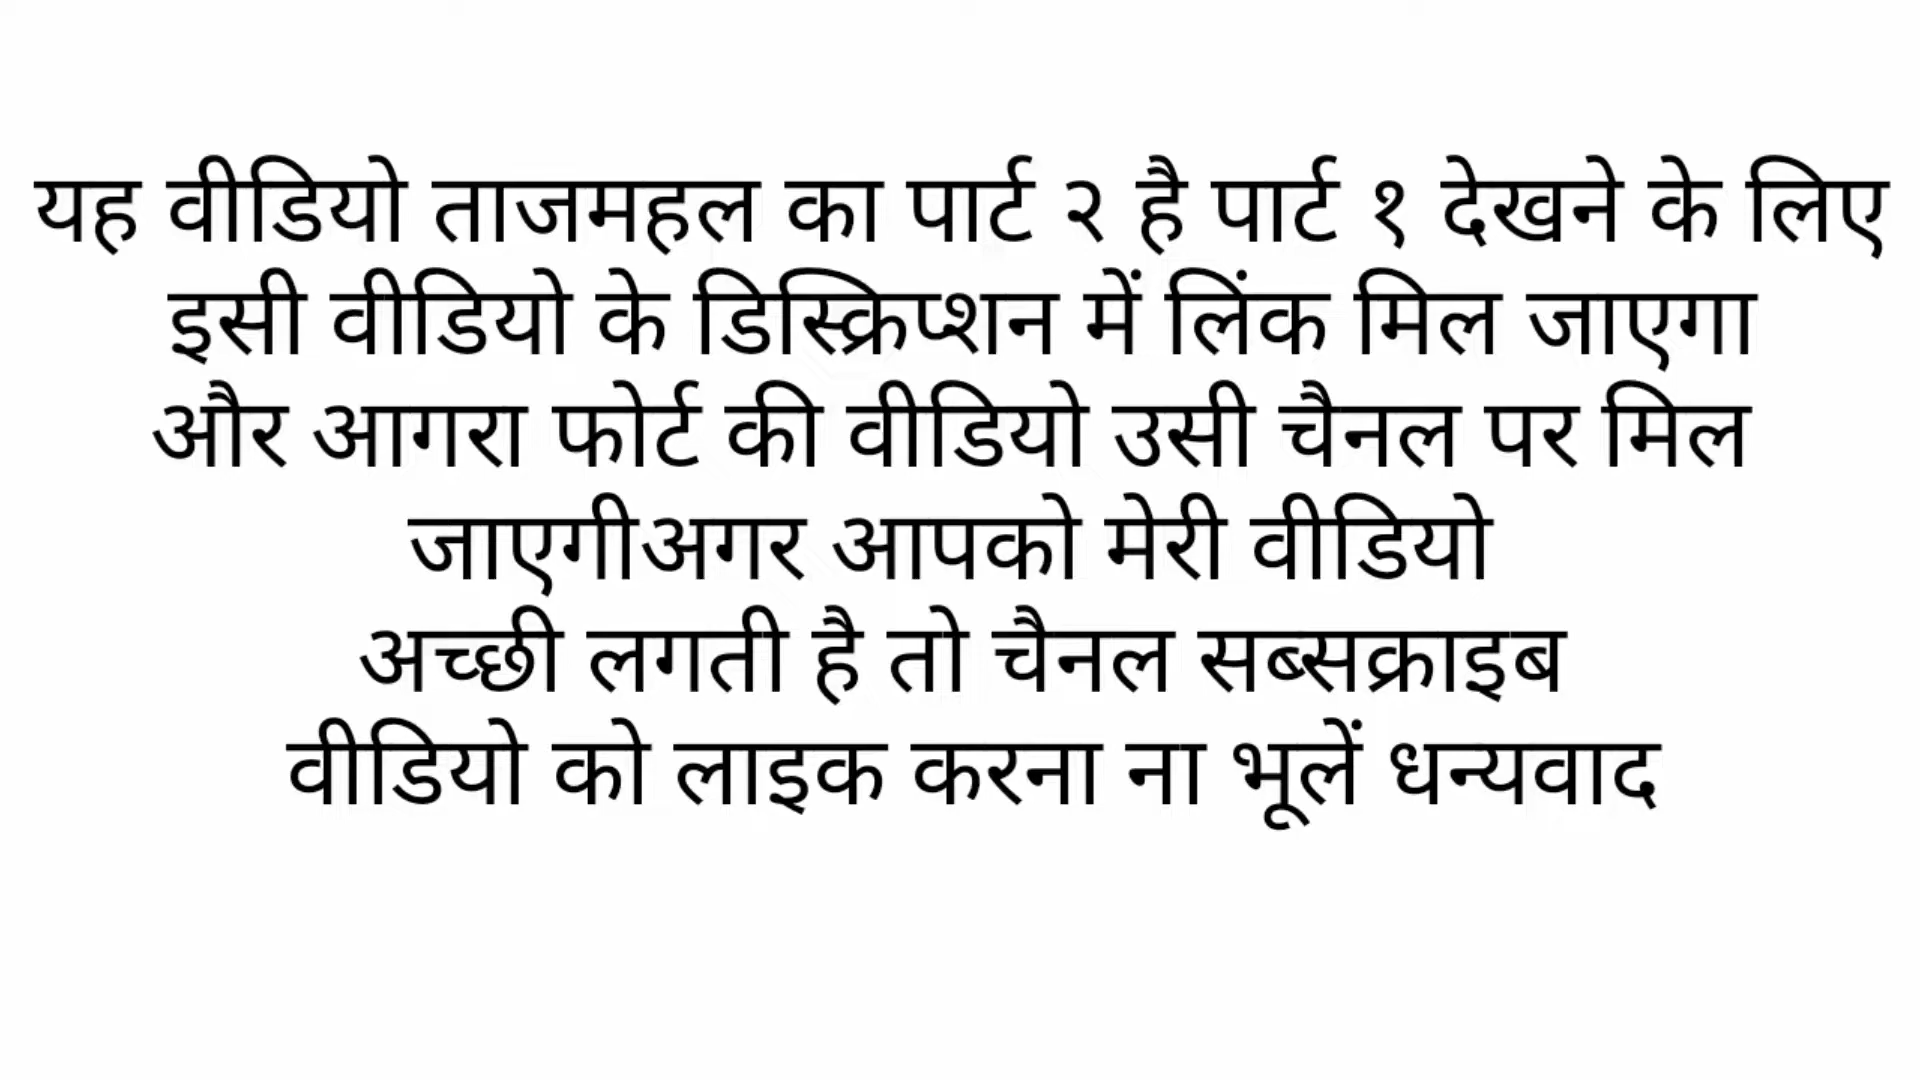 यह वीडियो ताजमहल का पार्ट २ है पार्ट १ देखने के लिए
इसी वीडियो के डिस्क्रिप्शन में लिंक मिल जाएगा
और आगरा फोर्ट की वीडियो उसी चैनल पर मिल
जाएगीअगर आपको मेरी वीडियो
अच्छी लगती है तो चैनल सब्सक्राइब
वीडियो को लाइक करना ना भूलें धन्यवाद